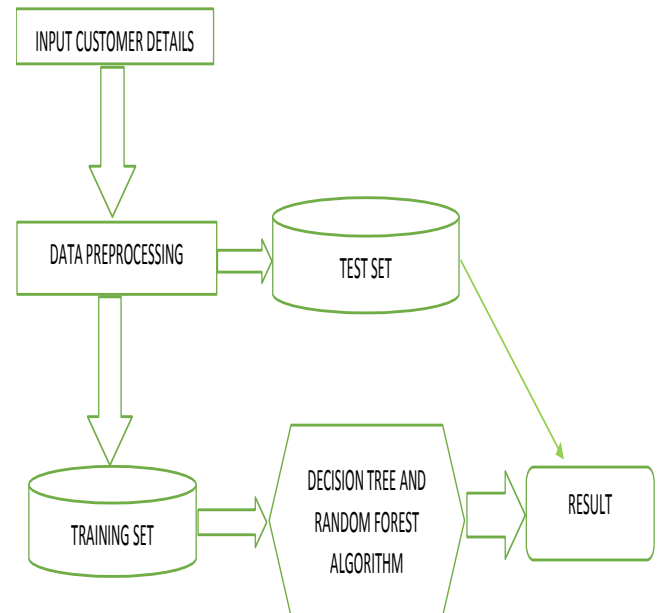 INPUT CUSTOMER DETAILS
DATA PREPROCESSING
TEST SET
TRAINING SET
DECISION TREE AND
RANDOM FOREST
ALGORITHM
RESULT